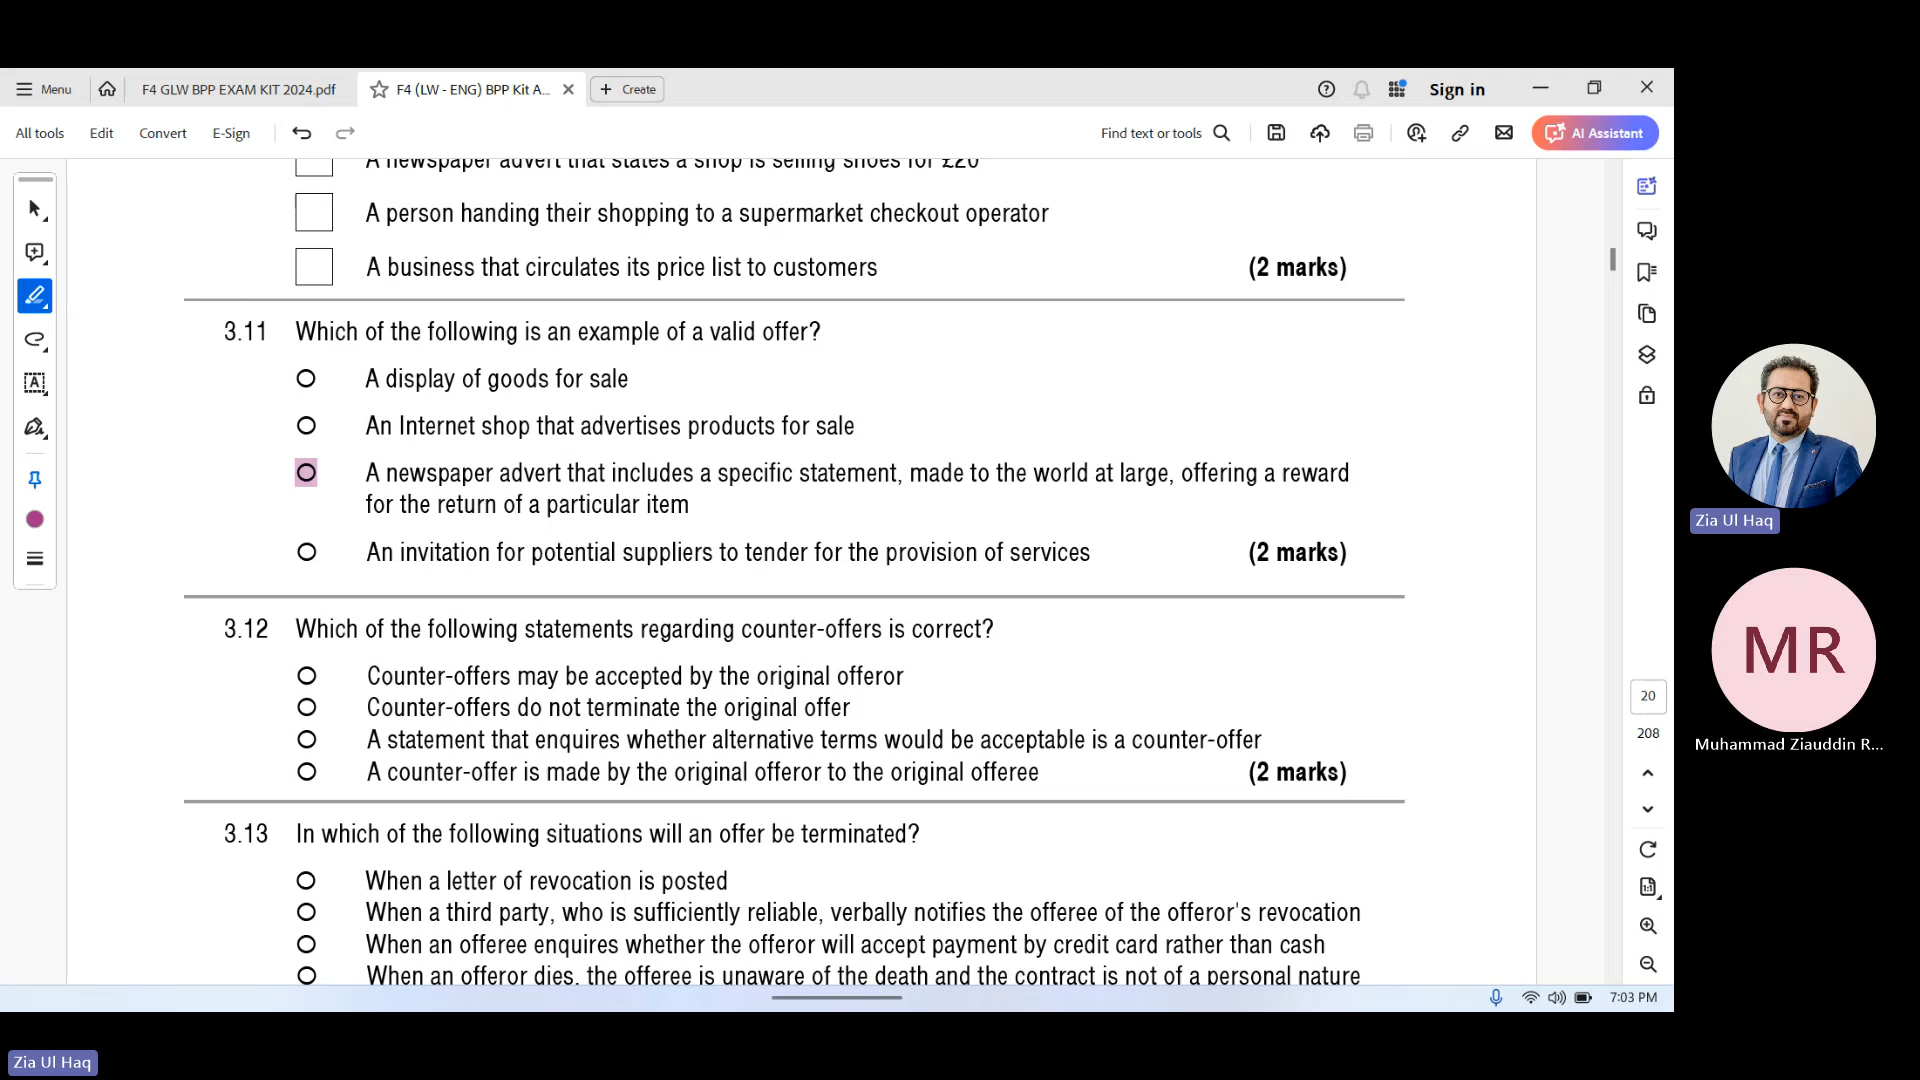 Menu
F4 GLW BPP EXAM KIT 2024.pdf
F4 (LW - ENG) BPP Kit A...
Create
Sign in
All tools
Edit
Convert
E-Sign
Find text or tools
AI Assistant
A newspaper advert that states a shop is selling shoes for £20
A person handing their shopping to a supermarket checkout operator
A business that circulates its price list to customers (2 marks)
3.11 Which of the following is an example of a valid offer?
A display of goods for sale
An Internet shop that advertises products for sale
A newspaper advert that includes a specific statement, made to the world at large, offering a reward
for the return of a particular item
An invitation for potential suppliers to tender for the provision of services (2 marks)
3.12 Which of the following statements regarding counter-offers is correct?
Counter-offers may be accepted by the original offeror
Counter-offers do not terminate the original offer
A statement that enquires whether alternative terms would be acceptable is a counter-offer
A counter-offer is made by the original offeror to the original offeree (2 marks)
3.13 In which of the following situations will an offer be terminated?
When a letter of revocation is posted
When a third party, who is sufficiently reliable, verbally notifies the offeree of the offeror's revocation
When an offeree enquires whether the offeror will accept payment by credit card rather than cash
When an offeror dies, the offeree is unaware of the death and the contract is not of a personal nature
20
208
7:03 PM
Zia Ul Haq
MR
Muhammad Ziauddin R...
Zia Ul Haq